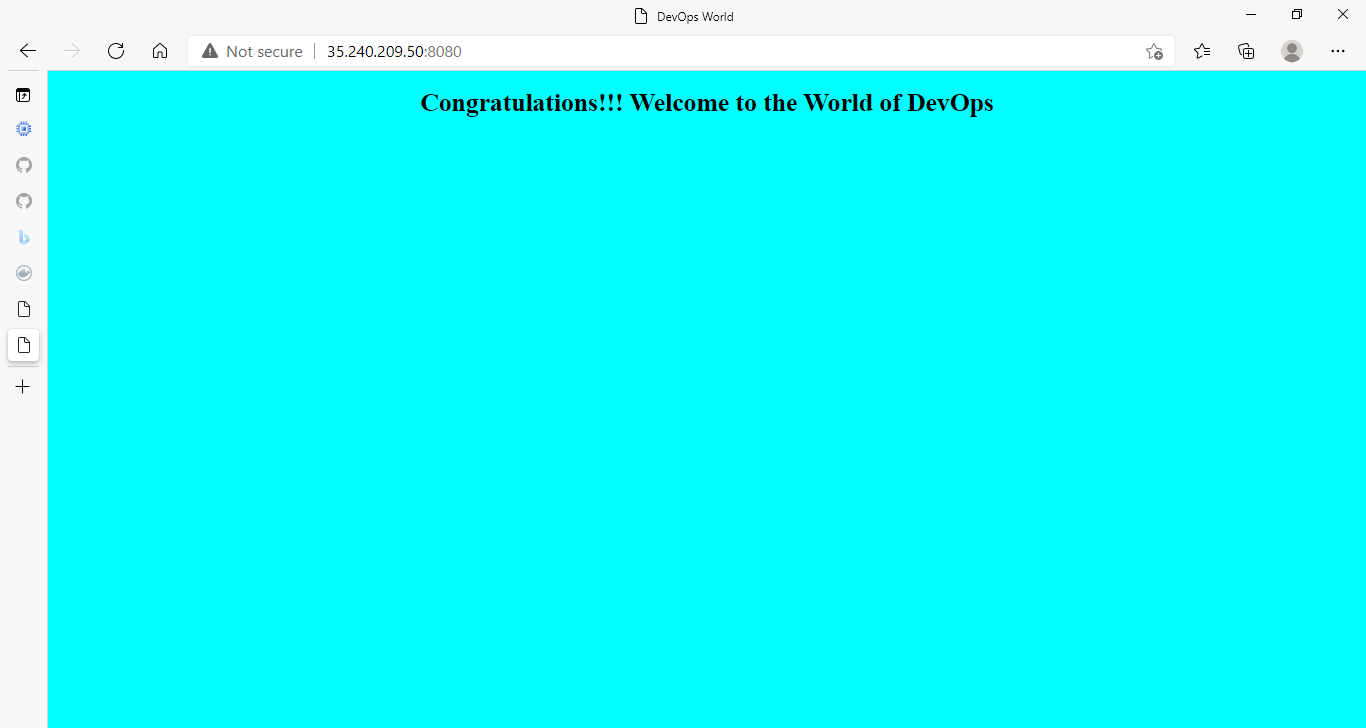 DevOps World
Not secure 35.240.209.50:8080
Congratulations!!! Welcome to the World of DevOps